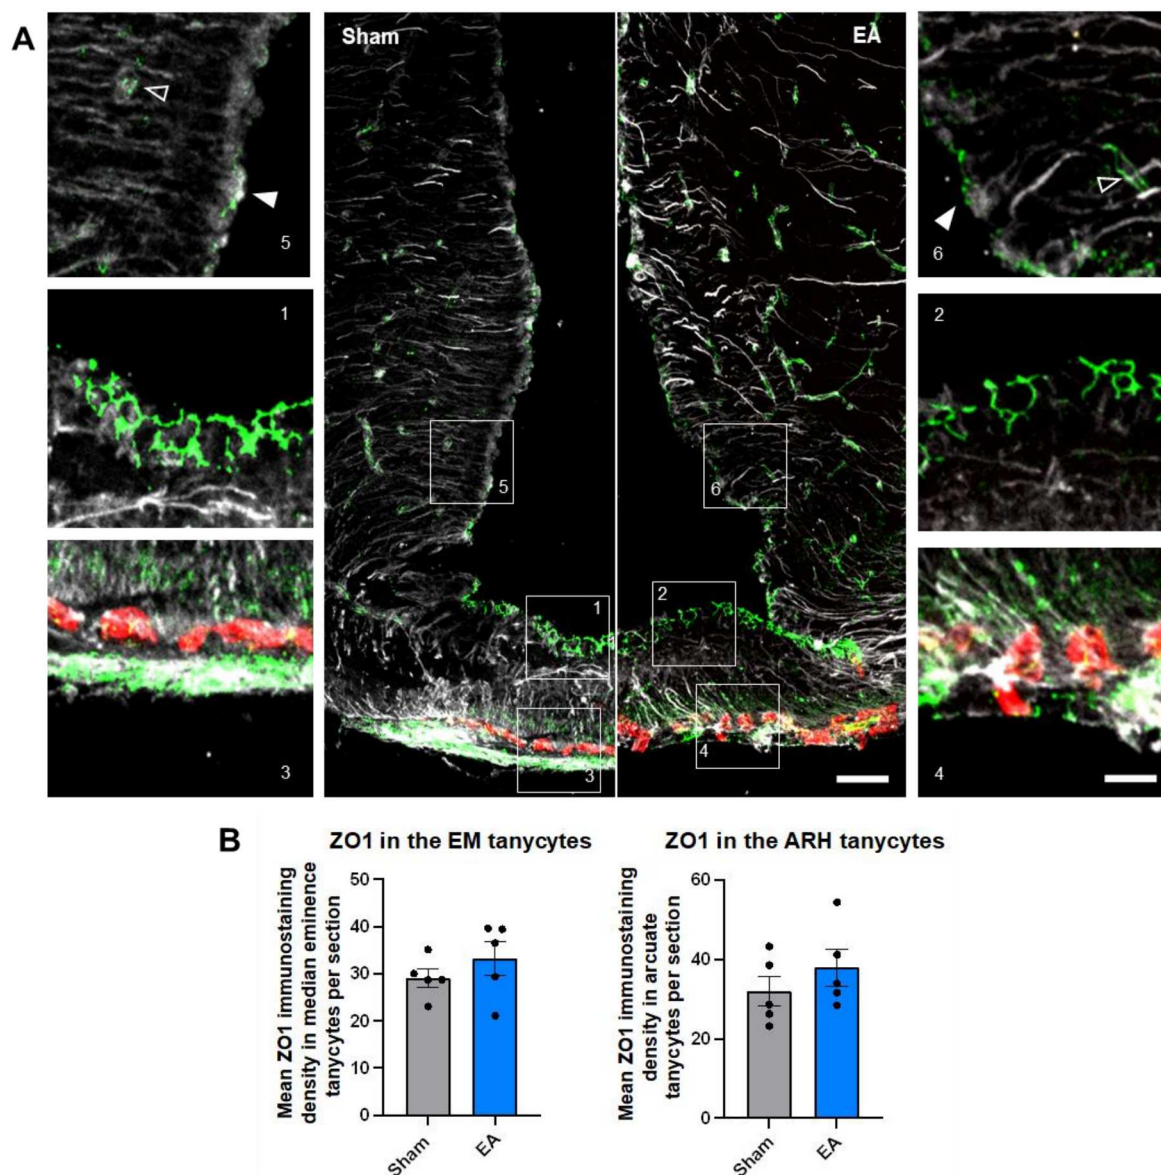 A
Sham
EA
5
6
1
2
5
6
1
2
3
4
3
4
B
ZO1 in the EM tanycytes
ZO1 in the ARH tanycytes
Mean ZO1 immunostaining
density in median eminence
tanycytes per section
50
40
30
20
10
0
Sham
EA
Mean ZO1 immunostaining
density in arcuate
tanycytes per section
60
40
20
0
Sham
EA